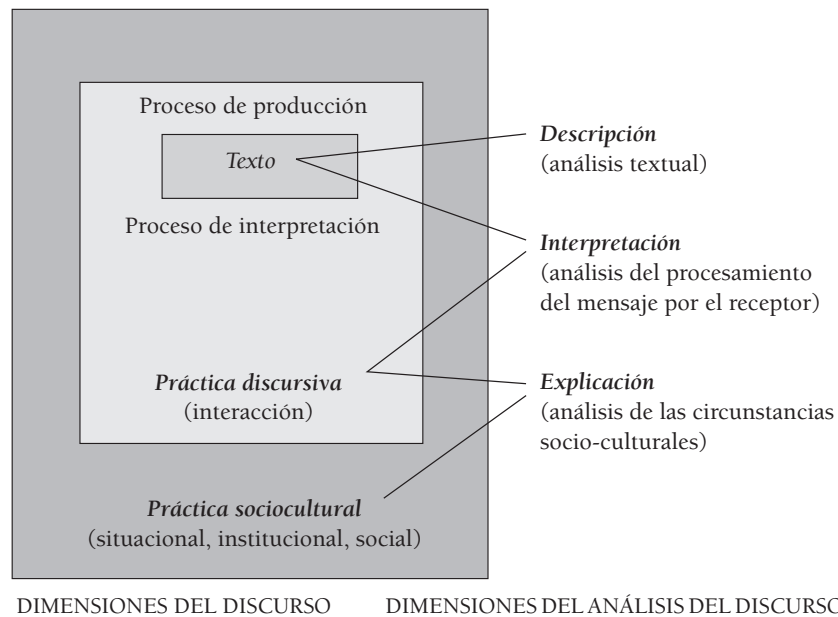 Proceso de producción
Texto
Proceso de interpretación
Práctica discursiva
(interacción)
Práctica sociocultural
(situacional, institucional, social)
Descripción
(análisis textual)
Interpretación
(análisis del procesamiento
del mensaje por el receptor)
Explicación
(análisis de las circunstancias
socio-culturales)
DIMENSIONES DEL DISCURSO
DIMENSIONES DEL ANÁLISIS DEL DISCURSO